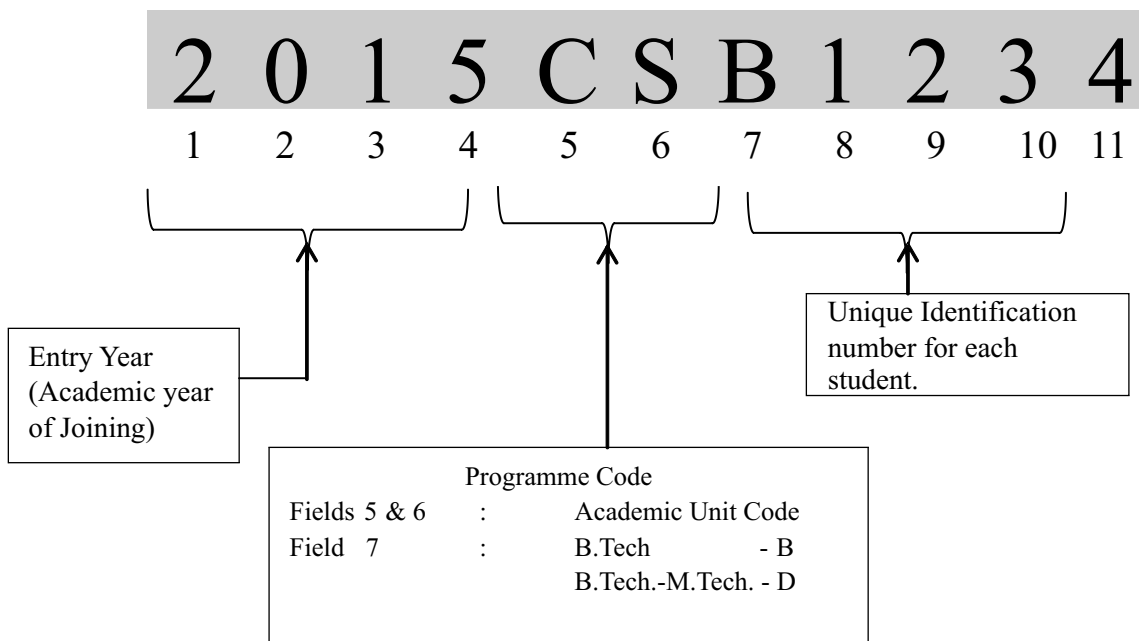 2 0 1 5 C S B 1 2 3 4
1 2 3 4 5 6 7 8 9 10 11
Entry Year
(Academic year
of Joining)
Unique Identification
number for each
student.
Programme Code
Fields 5 & 6 : Academic Unit Code
Field 7 : B.Tech - B
B.Tech.-M.Tech. - D